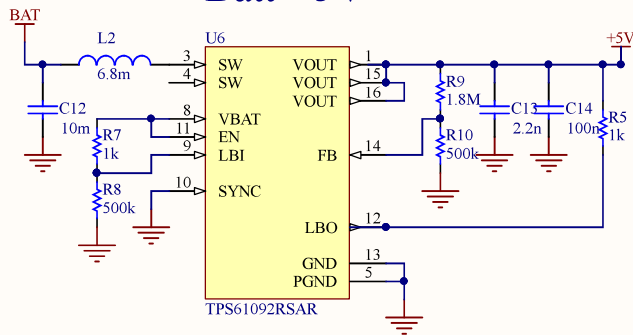 BAT
+5V
L2
6.8m
U6
3 SW VOUT 1
4 SW VOUT 15
VOUT 16
C12
10m
8 VBAT
11 EN
9 LBI FB 14
R7
1k
R8
500k
10 SYNC
LBO 12
GND 13
PGND 5
TPS61092RSAR
R9
1.8M
R10
500k
C13
2.2n
C14
100n
R5
1k